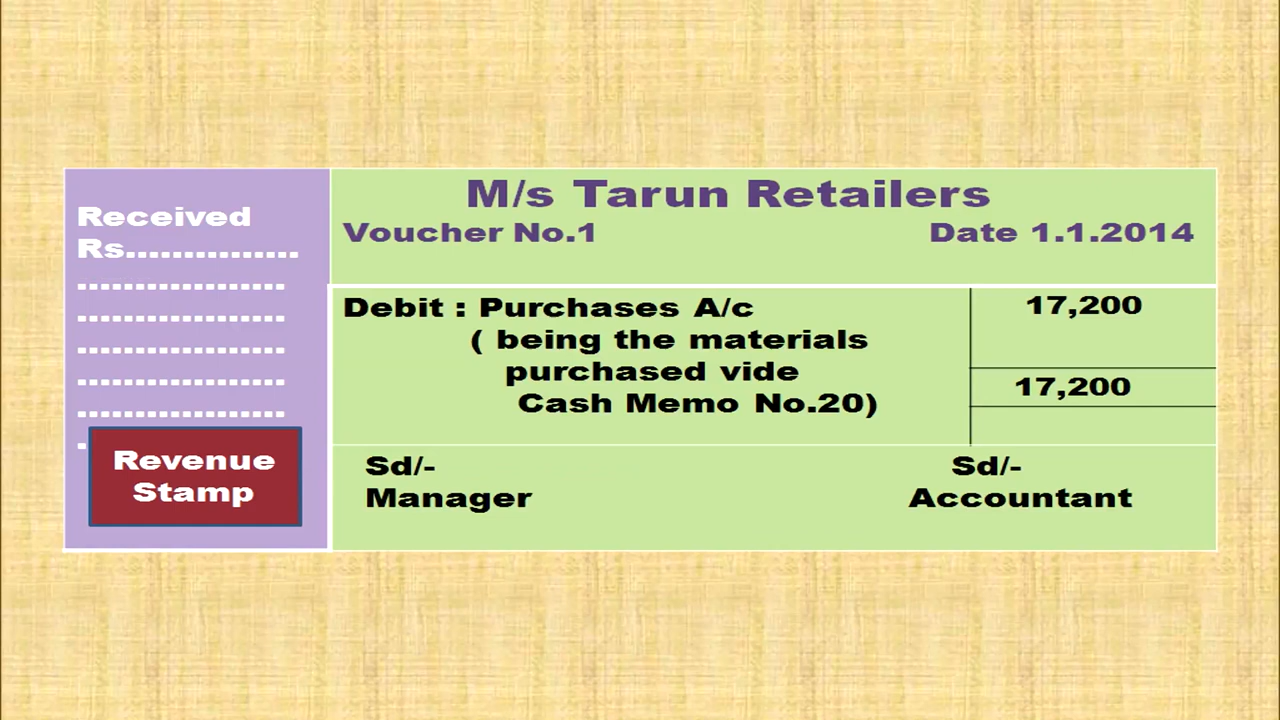 Received
Rs...............
..................
..................
..................
..................
..................
.
Revenue
Stamp
M/s Tarun Retailers
Voucher No.1 Date 1.1.2014
Debit : Purchases A/c 17,200
( being the materials
purchased vide 17,200
Cash Memo No.20)
Sd/- Sd/-
Manager Accountant